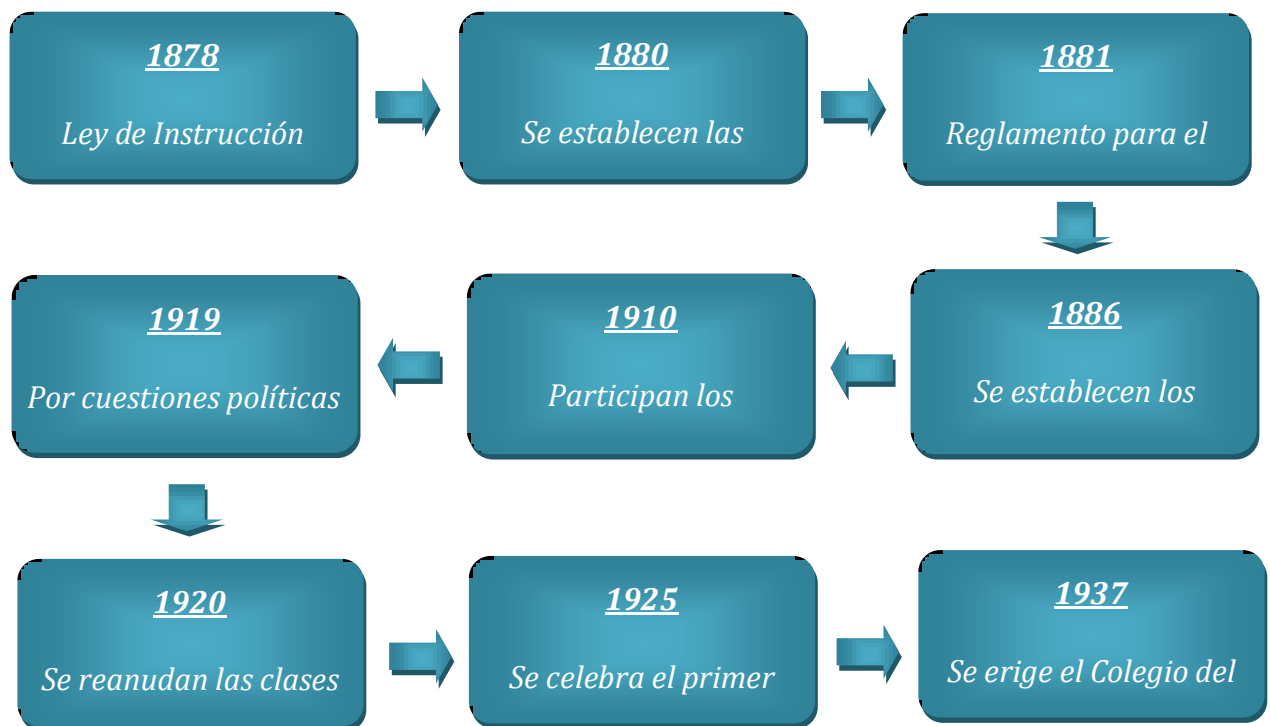 1878
Ley de Instrucción
1880
Se establecen las
1881
Reglamento para el
1886
Se establecen los
1910
Participan los
1919
Por cuestiones políticas
1920
Se reanudan las clases
1925
Se celebra el primer
1937
Se erige el Colegio del